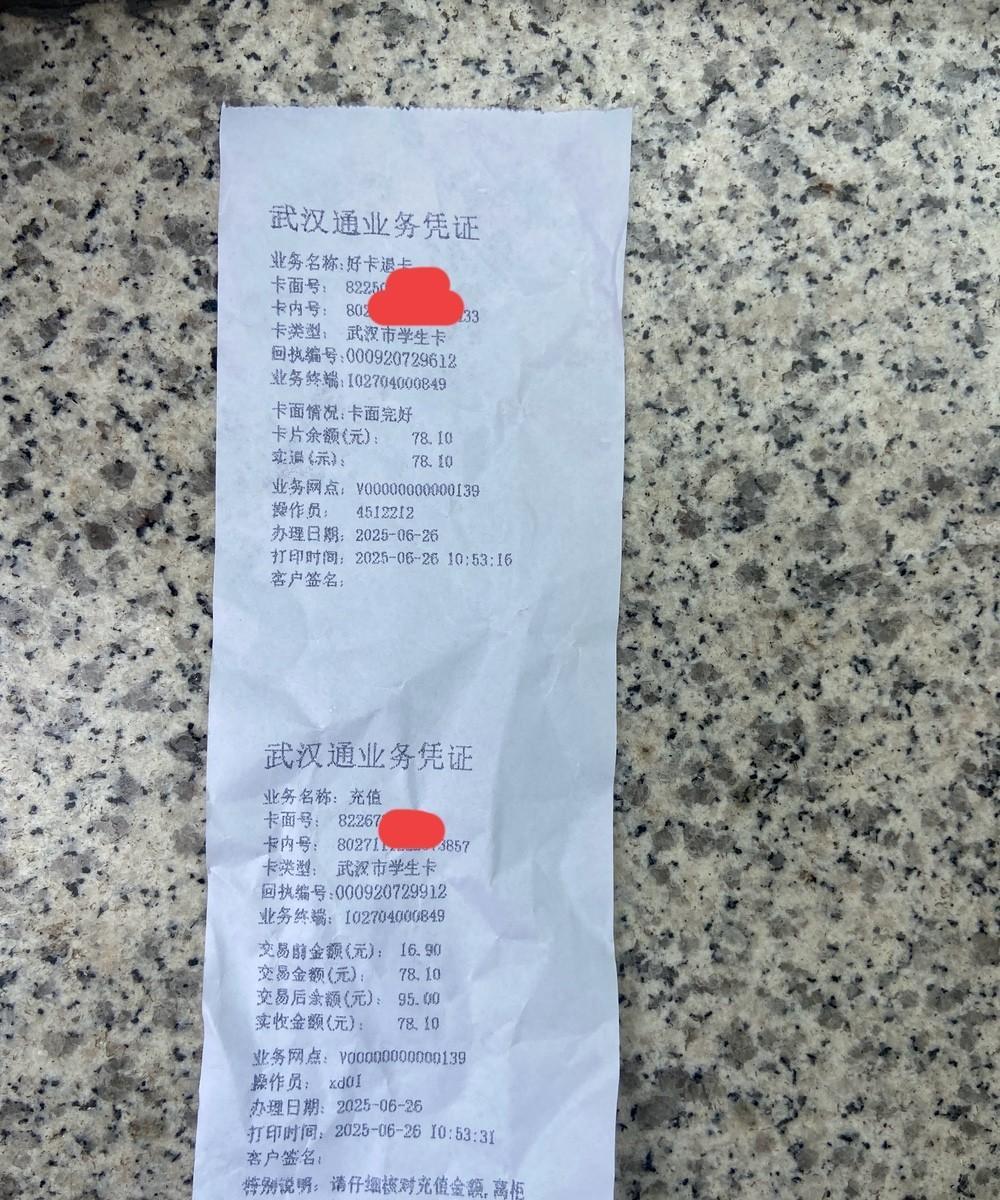 武汉通业务凭证
业务名称:好卡退卡
卡面号: 8225
卡内号: 802 33
卡类型: 武汉市学生卡
回执编号:000920729612
业务终端:I02704000849
卡面情况:卡面完好
卡片余额(元): 78.10
实退(元): 78.10
业务网点: V00000000000139
操作员: 4512212
办理日期: 2025-06-26
打印时间: 2025-06-26 10:53:16
客户签名:
武汉通业务凭证
业务名称: 充值
卡面号: 82267
卡内号: 802711 3857
卡类型: 武汉市学生卡
回执编号:000920729912
业务终端: I02704000849
交易前金额(元): 16.90
交易金额(元): 78.10
交易后余额(元): 95.00
实收金额(元): 78.10
业务网点: V00000000000139
操作员: xd01
办理日期: 2025-06-26
打印时间: 2025-06-26 10:53:31
客户签名:
特别说明: 请仔细核对充值金额,离柜